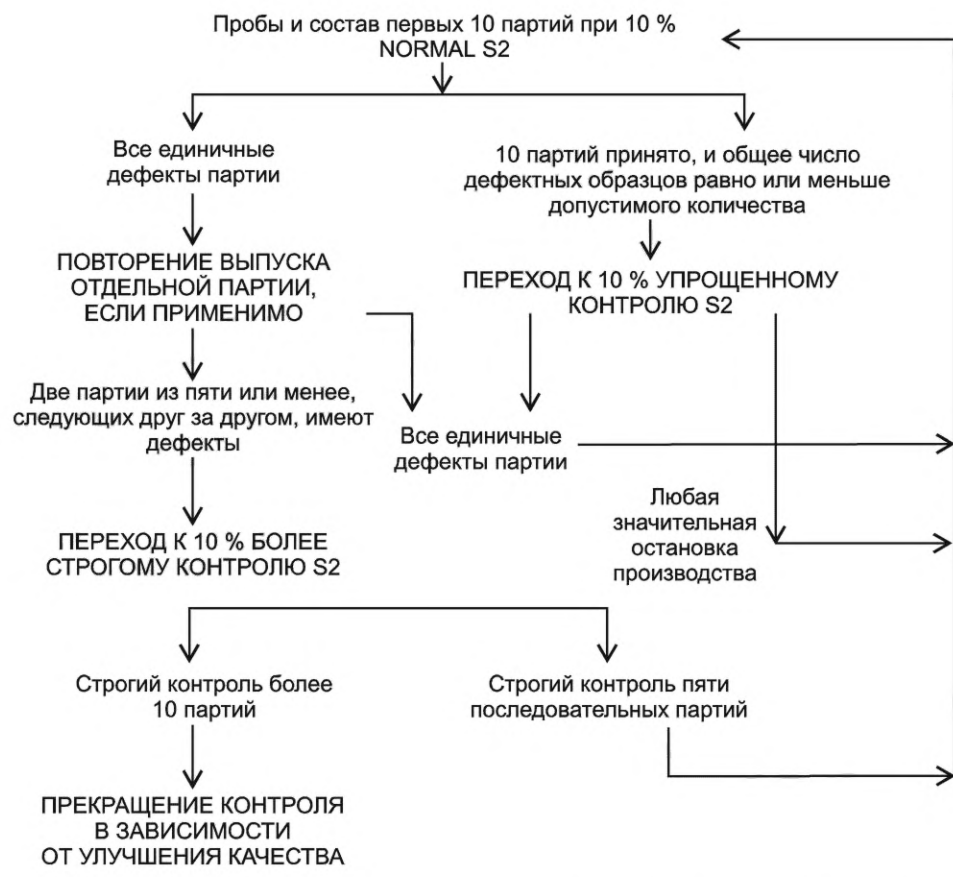 Пробы и состав первых 10 партий при 10 %
NORMAL S2
Все единичные
дефекты партии
10 партий принято, и общее число
дефектных образцов равно или меньше
допустимого количества
ПОВТОРЕНИЕ ВЫПУСКА
ОТДЕЛЬНОЙ ПАРТИИ,
ЕСЛИ ПРИМЕНИМО
ПЕРЕХОД К 10 % УПРОЩЕННОМУ
КОНТРОЛЮ S2
Две партии из пяти или менее,
следующих друг за другом, имеют
дефекты
Все единичные
дефекты партии
Любая
значительная
остановка
производства
ПЕРЕХОД К 10 % БОЛЕЕ
СТРОГОМУ КОНТРОЛЮ S2
Строгий контроль более
10 партий
Строгий контроль пяти
последовательных партий
ПРЕКРАЩЕНИЕ КОНТРОЛЯ
В ЗАВИСИМОСТИ
ОТ УЛУЧШЕНИЯ КАЧЕСТВА